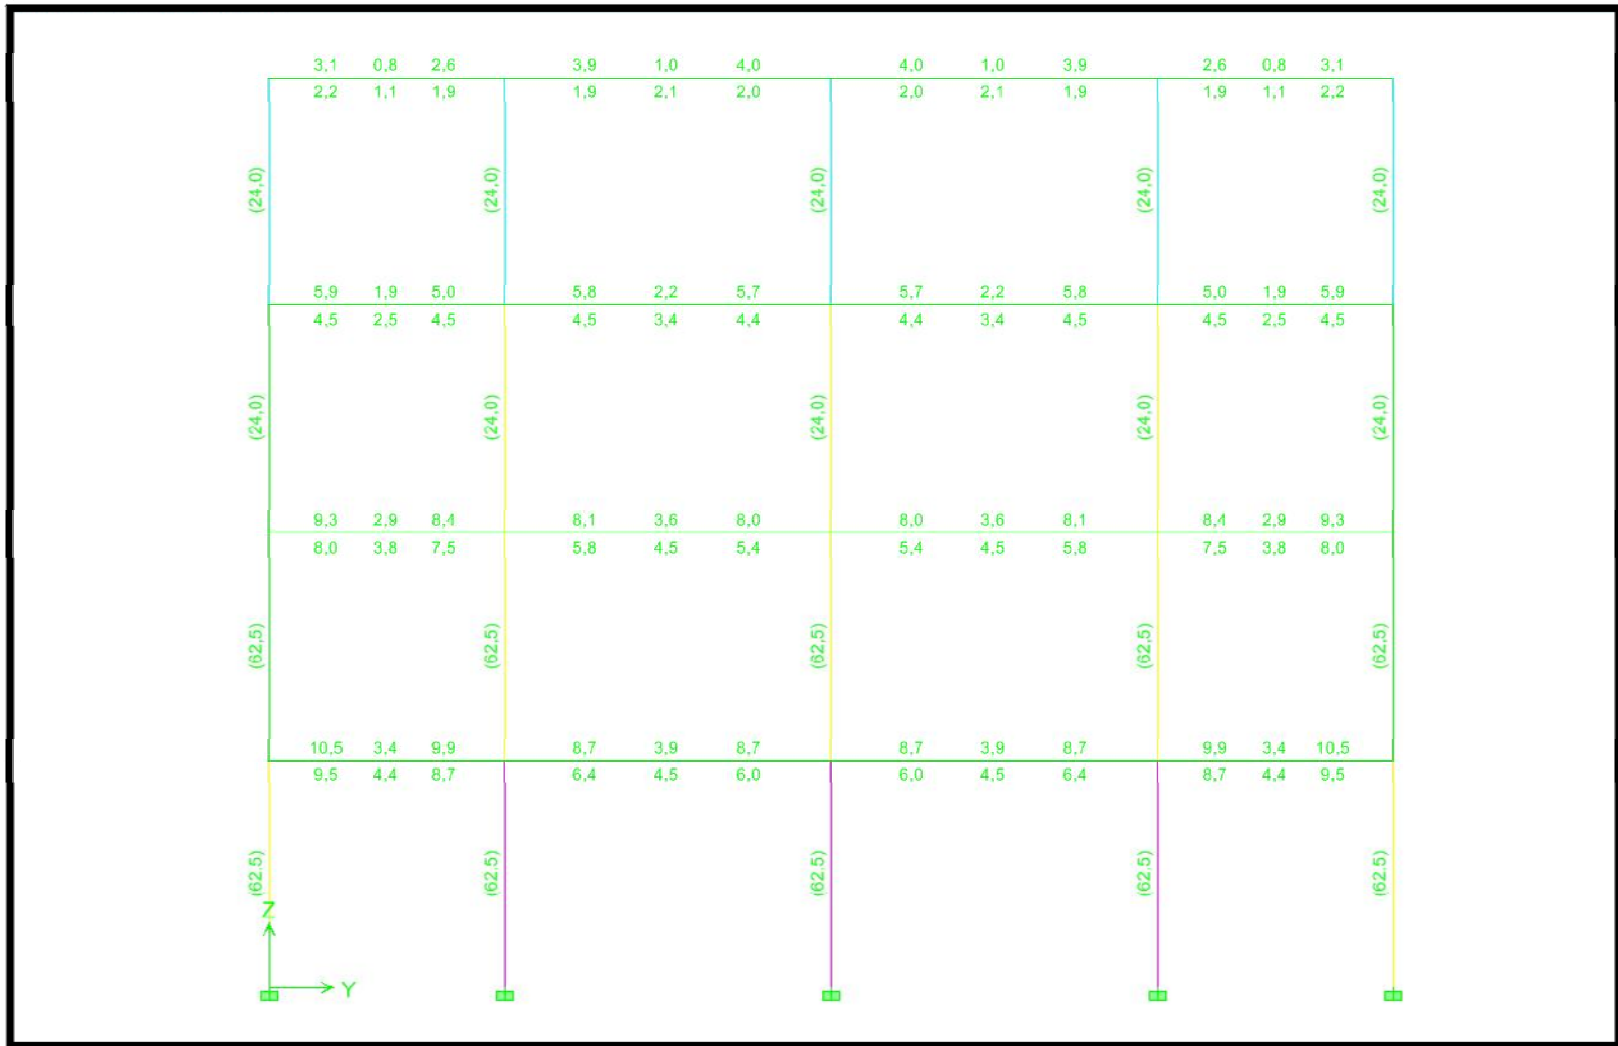 3,1 0,8 2,6 3,9 1,0 4,0 4,0 1,0 3,9 2,6 0,8 3,1
2,2 1,1 1,9 1,9 2,1 2,0 2,0 2,1 1,9 1,9 1,1 2,2
(24,0) (24,0) (24,0) (24,0) (24,0)
5,9 1,9 5,0 5,8 2,2 5,7 5,7 2,2 5,8 5,0 1,9 5,9
4,5 2,5 4,5 4,5 3,4 4,4 4,4 3,4 4,5 4,5 2,5 4,5
(24,0) (24,0) (24,0) (24,0) (24,0)
9,3 2,9 8,4 8,1 3,6 8,0 8,0 3,6 8,1 8,4 2,9 9,3
8,0 3,8 7,5 5,8 4,5 5,4 5,4 4,5 5,8 7,5 3,8 8,0
(62,5) (62,5) (62,5) (62,5) (62,5)
10,5 3,4 9,9 8,7 3,9 8,7 8,7 3,9 8,7 9,9 3,4 10,5
9,5 4,4 8,7 6,4 4,5 6,0 6,0 4,5 6,4 8,7 4,4 9,5
(62,5) (62,5) (62,5) (62,5) (62,5)
Z
Y